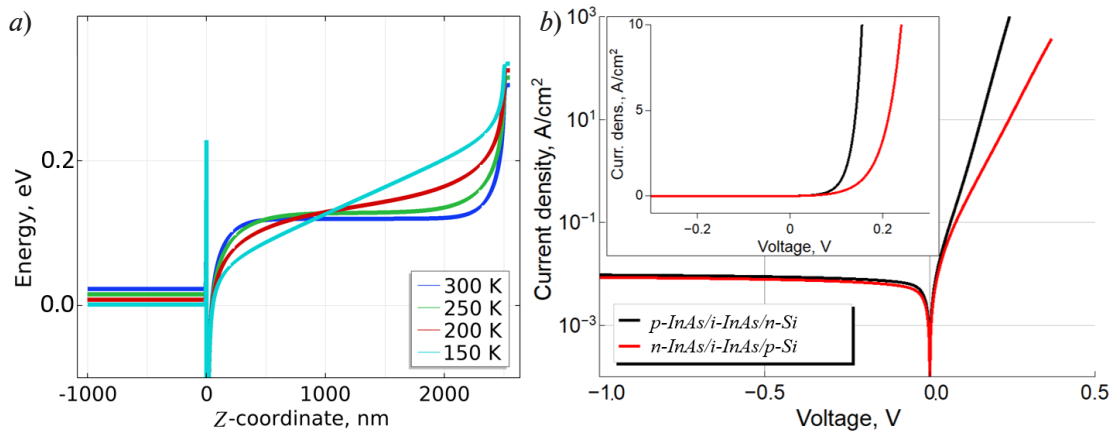 a)
Energy, eV
0.2
0.0
300 K
250 K
200 K
150 K
-1000
0
1000
2000
Z-coordinate, nm
b)
Current density, A/cm²
10³
10¹
10⁻¹
10⁻³
Curr. dens., A/cm²
10
5
0
−0.2
0
0.2
Voltage, V
p-InAs/i-InAs/n-Si
n-InAs/i-InAs/p-Si
-1.0
-0.5
0.0
0.5
Voltage, V